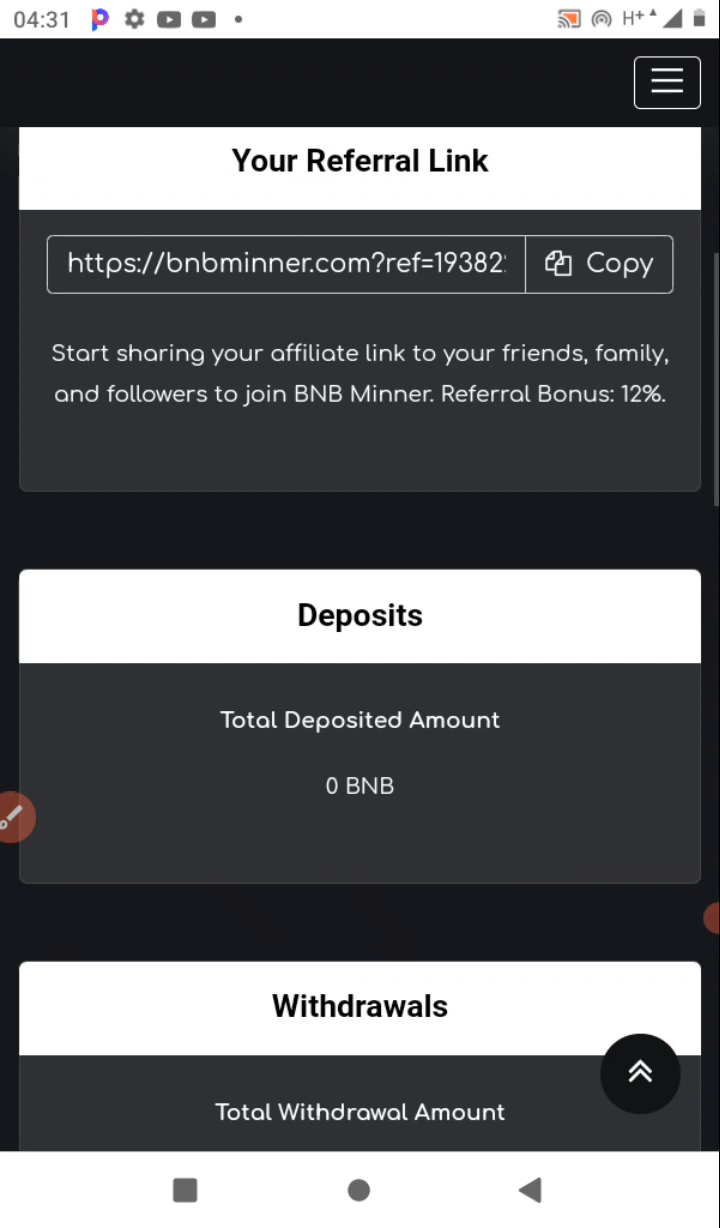 04:31
H+
Your Referral Link
https://bnbminner.com?ref=19382
Copy
Start sharing your affiliate link to your friends, family,
and followers to join BNB Minner. Referral Bonus: 12%.
Deposits
Total Deposited Amount
0 BNB
Withdrawals
Total Withdrawal Amount